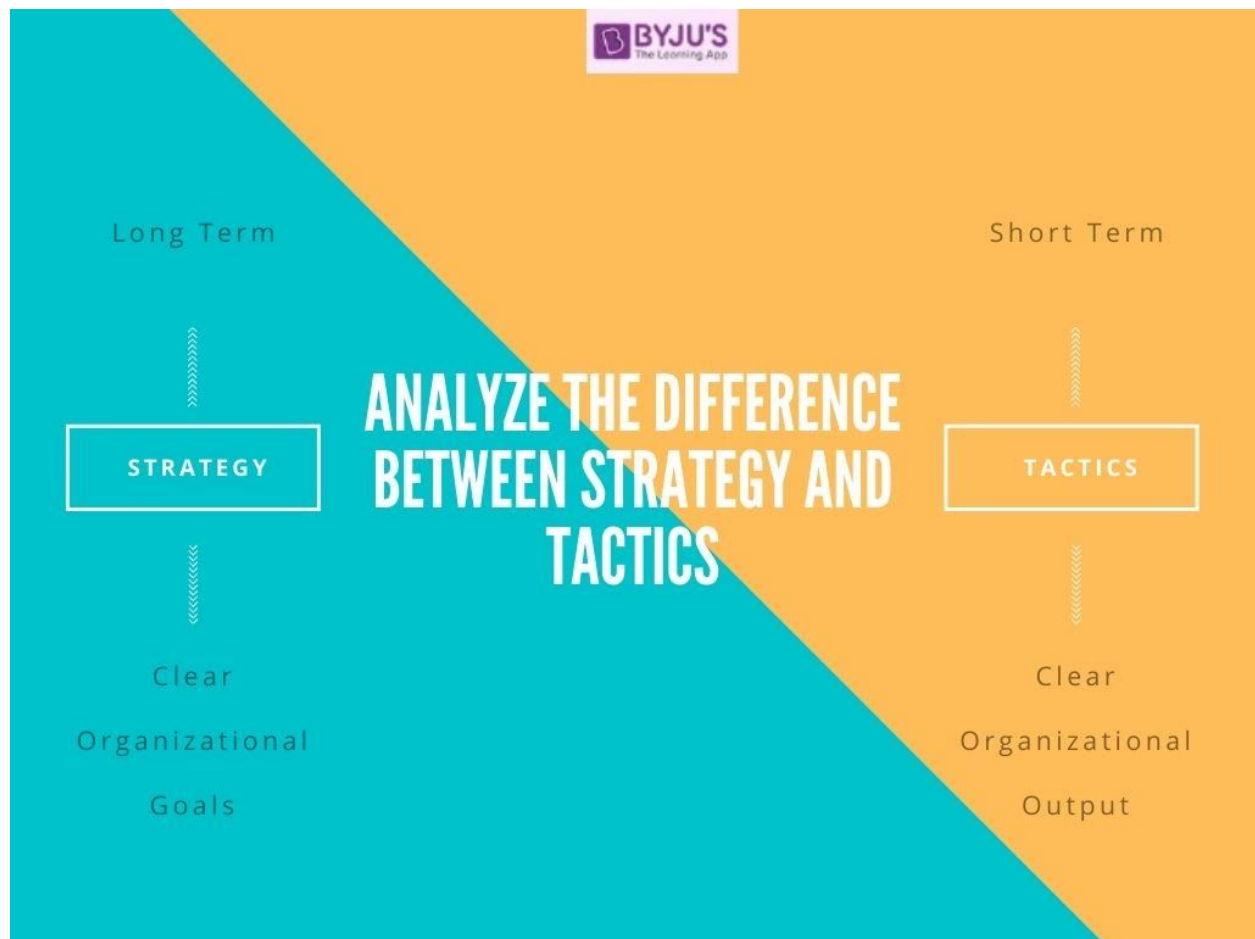 BYJU'S
The Learning App
Long Term
Short Term
ANALYZE THE DIFFERENCE
BETWEEN STRATEGY AND
TACTICS
STRATEGY
TACTICS
Clear
Organizational
Goals
Clear
Organizational
Output